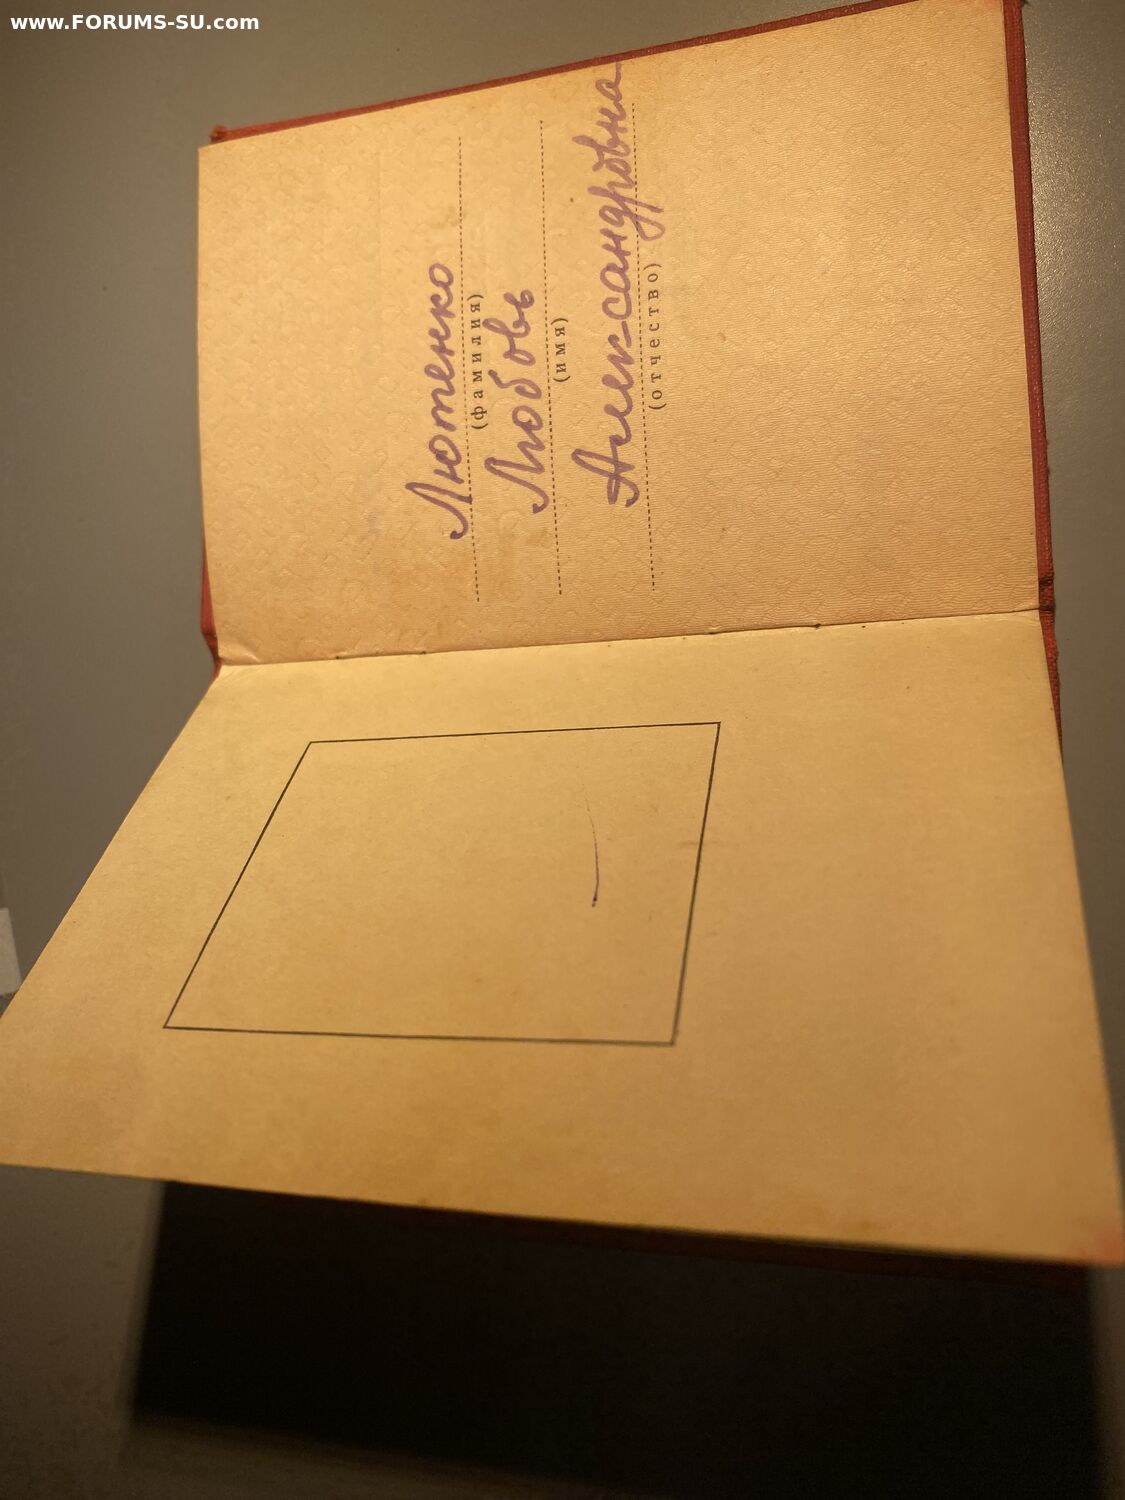 www.FORUMS-SU.com
Лютенко
(фамилия)
Любовь
(имя)
Александровна
(отчество)